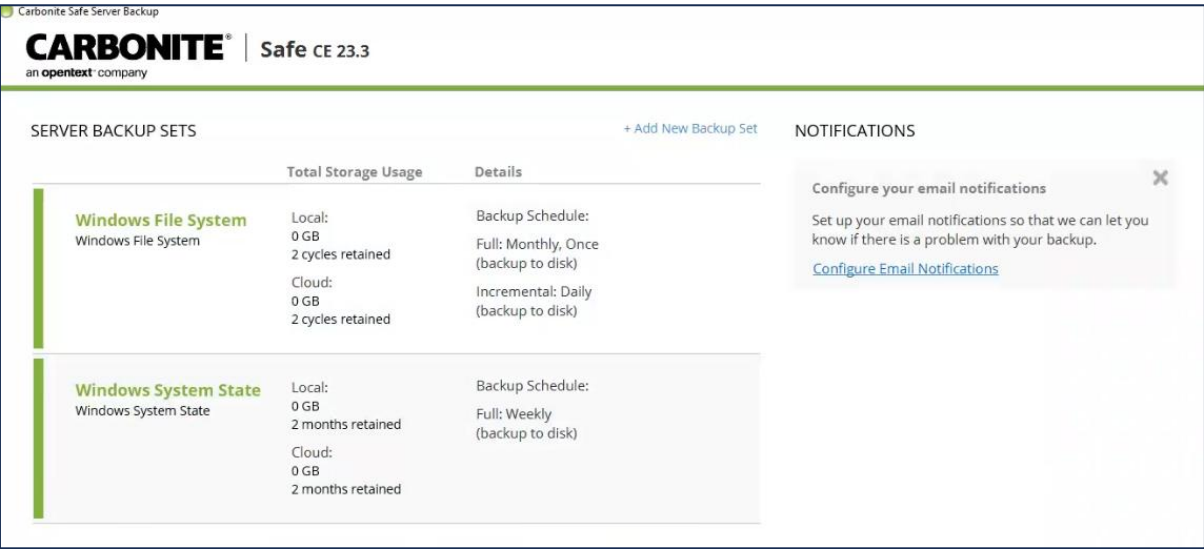 Carbonite Safe Server Backup
CARBONITE® | Safe CE 23.3
an opentext™ company
SERVER BACKUP SETS
+ Add New Backup Set
Total Storage Usage
Details
Windows File System
Windows File System
Local:
0 GB
2 cycles retained
Cloud:
0 GB
2 cycles retained
Backup Schedule:
Full: Monthly, Once
(backup to disk)
Incremental: Daily
(backup to disk)
Windows System State
Windows System State
Local:
0 GB
2 months retained
Cloud:
0 GB
2 months retained
Backup Schedule:
Full: Weekly
(backup to disk)
NOTIFICATIONS
Configure your email notifications
Set up your email notifications so that we can let you
know if there is a problem with your backup.
Configure Email Notifications